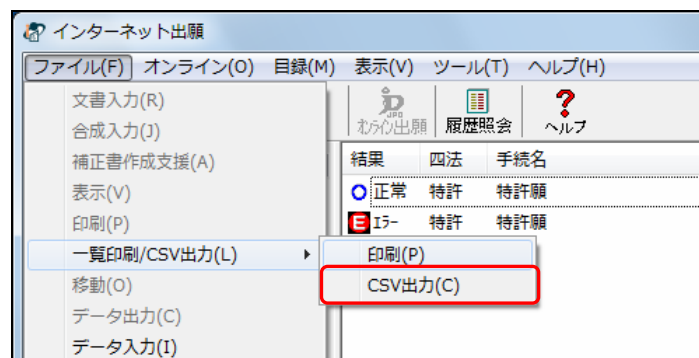 インターネット出願
ファイル(F) オンライン(O) 目録(M) 表示(V) ツール(T) ヘルプ(H)
文書入力(R)
合成入力(J)
補正書作成支援(A)
表示(V)
印刷(P)
一覧印刷/CSV出力(L)
移動(O)
データ出力(C)
データ入力(I)
JPO
オンライン出願 履歴照会 ヘルプ
結果 四法 手続名
正常 特許 特許願
E エラー 特許 特許願
印刷(P)
CSV出力(C)